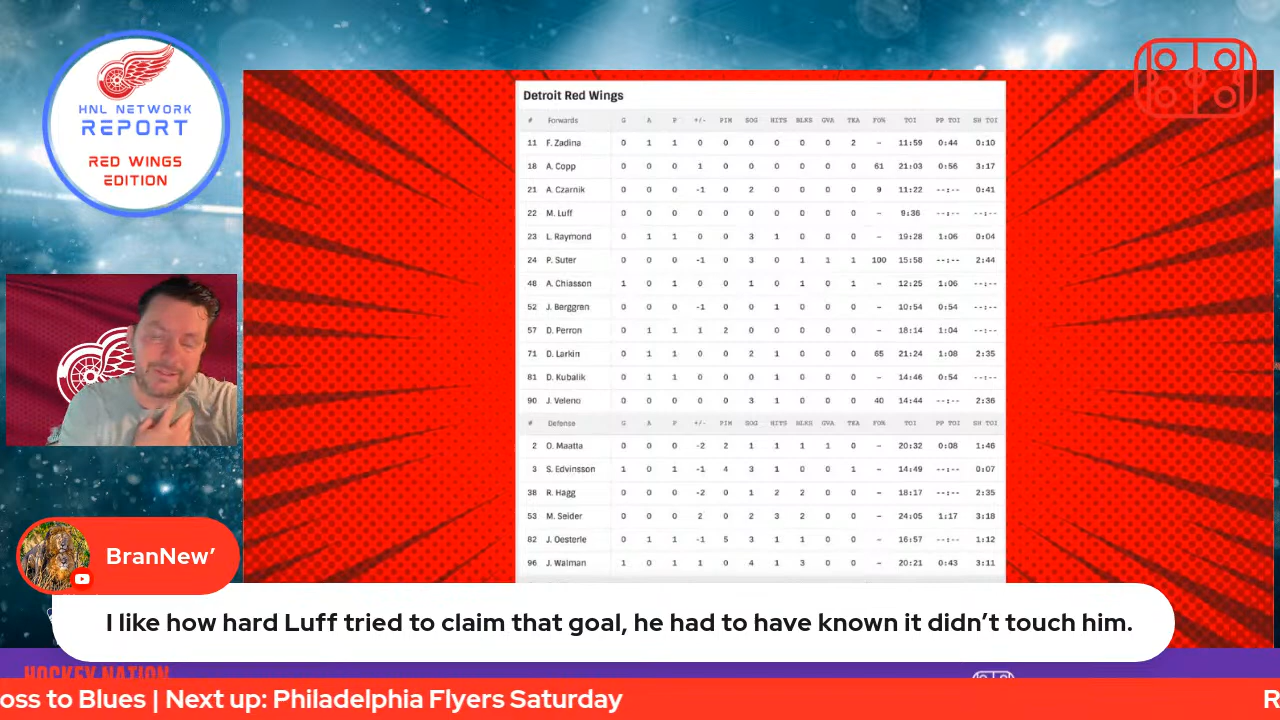 HNL NETWORK
REPORT
RED WINGS
EDITION
Detroit Red Wings
# Forwards G A P +/- PIM SOG HITS BLKS GVA TKA FO% TOI PP TOI SH TOI
11 F. Zadina 0 1 1 0 0 0 0 0 0 2 - 11:59 0:44 0:10
18 A. Copp 0 0 0 1 0 0 0 0 0 0 61 21:03 0:56 3:17
21 A. Czarnik 0 0 0 -1 0 2 0 0 0 0 9 11:22 --:-- 0:41
22 M. Luff 0 0 0 0 0 0 0 0 0 0 - 9:36 --:-- --:--
23 L. Raymond 0 1 1 0 0 3 1 0 0 0 - 19:28 1:06 0:04
24 P. Suter 0 0 0 -1 0 3 0 1 1 1 100 15:58 --:-- 2:44
48 A. Chiasson 1 0 1 0 0 1 0 1 0 1 - 12:25 1:06 --:--
52 J. Berggren 0 0 0 -1 0 0 1 0 0 0 - 10:54 0:54 --:--
57 D. Perron 0 1 1 1 2 0 0 0 0 0 - 18:14 1:04 --:--
71 D. Larkin 0 1 1 0 0 2 1 0 0 0 65 21:24 1:08 2:35
81 D. Kubalik 0 1 1 0 0 0 1 0 0 0 - 14:46 0:54 --:--
90 J. Veleno 0 0 0 0 0 3 1 0 0 0 40 14:44 --:-- 2:36
# Defense G A P +/- PIM SOG HITS BLKS GVA TKA FO% TOI PP TOI SH TOI
2 O. Maatta 0 0 0 -2 2 1 1 1 1 0 - 20:32 0:08 1:46
3 S. Edvinsson 1 0 1 -1 4 3 1 0 0 1 - 14:49 --:-- 0:07
38 R. Hagg 0 0 0 -2 0 1 2 2 0 0 - 18:17 --:-- 2:35
53 M. Seider 0 0 0 2 0 2 3 2 0 0 - 24:05 1:17 3:18
82 J. Oesterle 0 1 1 -1 5 3 1 1 0 0 - 16:57 --:-- 1:12
96 J. Walman 1 0 1 1 0 4 1 3 0 0 - 20:21 0:43 3:11
BranNew’
I like how hard Luff tried to claim that goal, he had to have known it didn’t touch him.
HOCKEY NATION
oss to Blues | Next up: Philadelphia Flyers Saturday
R